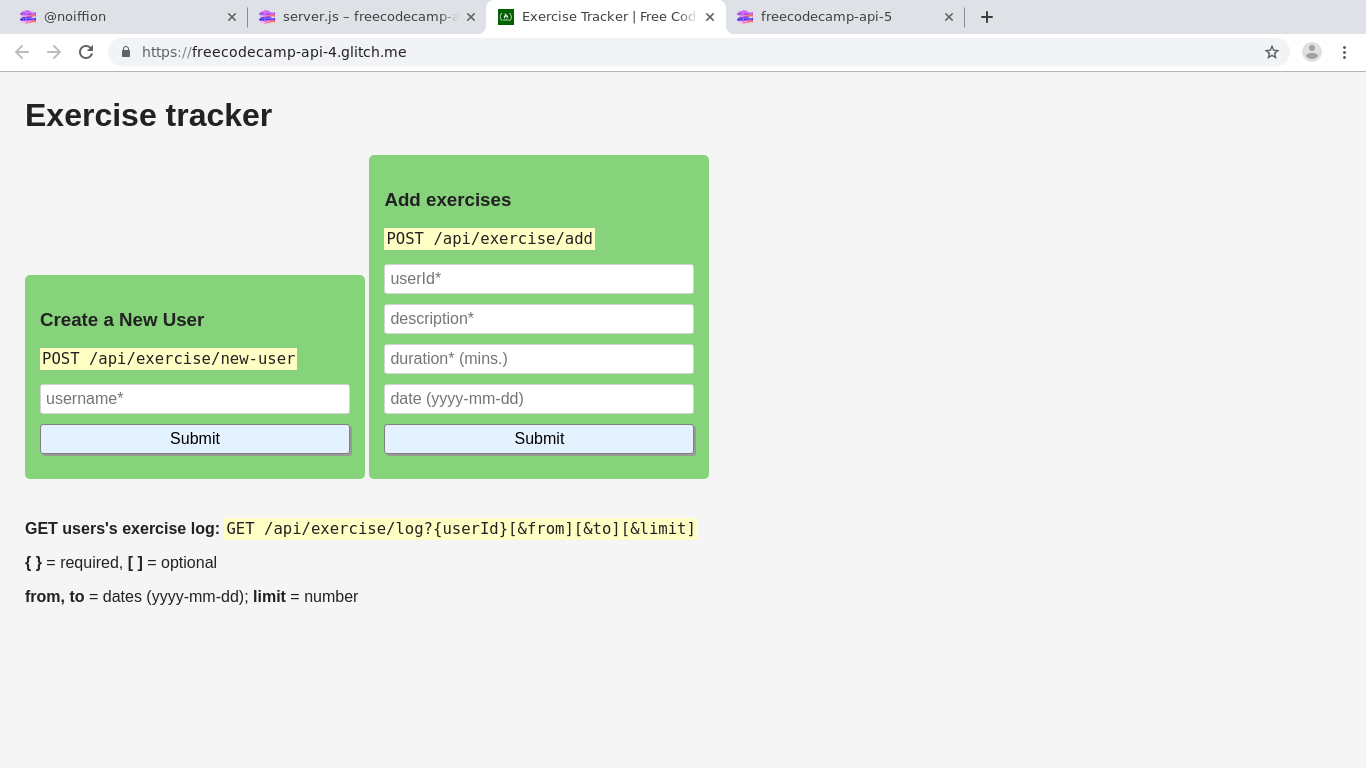 @noiffion
server.js – freecodecamp-a
Exercise Tracker | Free Cod
freecodecamp-api-5
https://freecodecamp-api-4.glitch.me
Exercise tracker
Create a New User
POST /api/exercise/new-user
username*
Submit
Add exercises
POST /api/exercise/add
userId*
description*
duration* (mins.)
date (yyyy-mm-dd)
Submit
GET users's exercise log: GET /api/exercise/log?{userId}[&from][&to][&limit]
{ } = required, [ ] = optional
from, to = dates (yyyy-mm-dd); limit = number